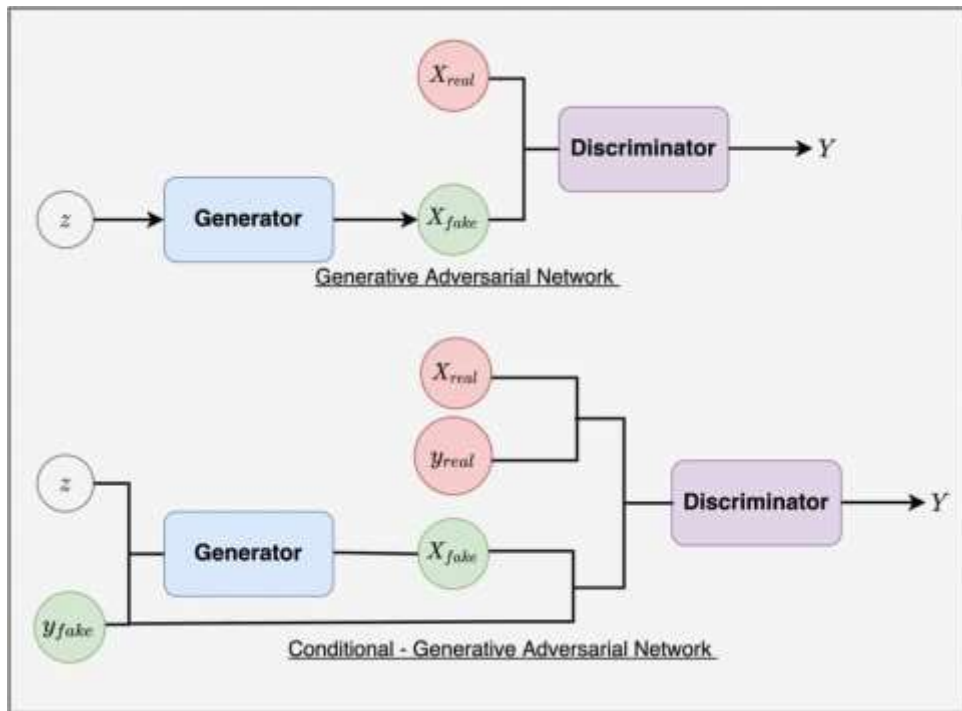 X_real
Discriminator
Y
z
Generator
X_fake
Generative Adversarial Network
X_real
y_real
z
Discriminator
Y
Generator
X_fake
y_fake
Conditional - Generative Adversarial Network